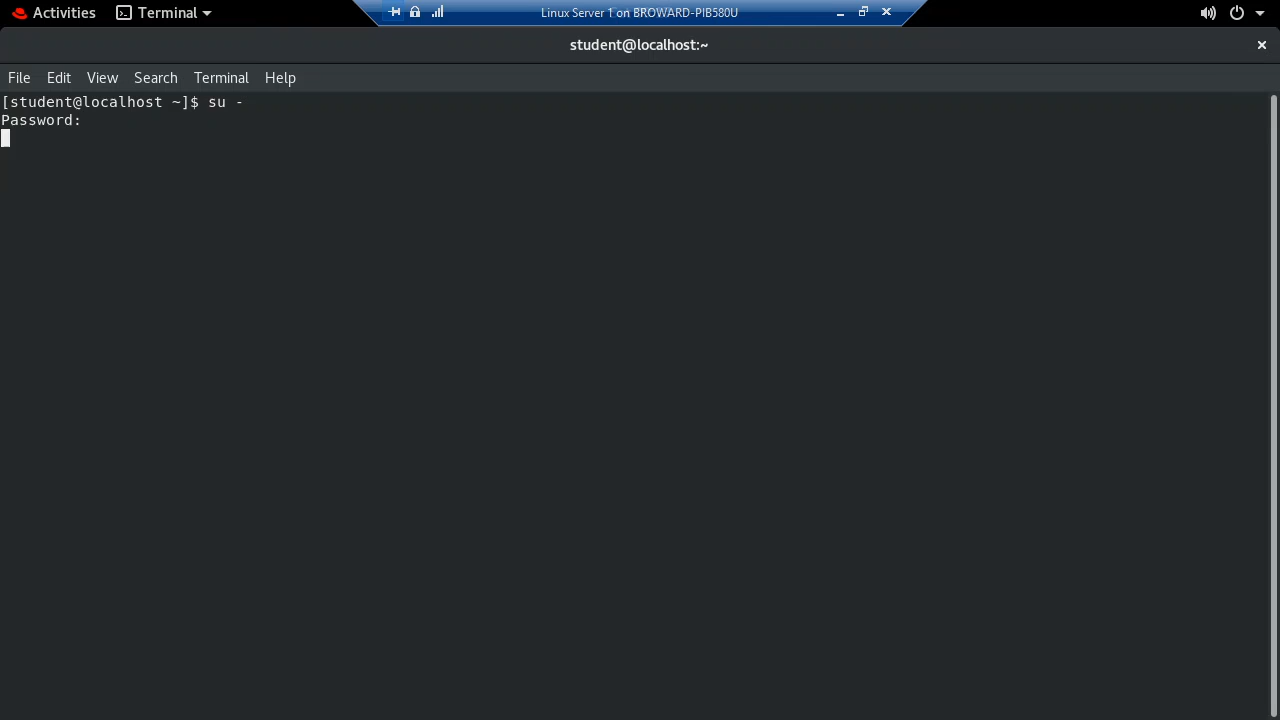 Activities Terminal Linux Server 1 on BROWARD-PIB580U
student@localhost:~
File Edit View Search Terminal Help
[student@localhost ~]$ su -
Password: